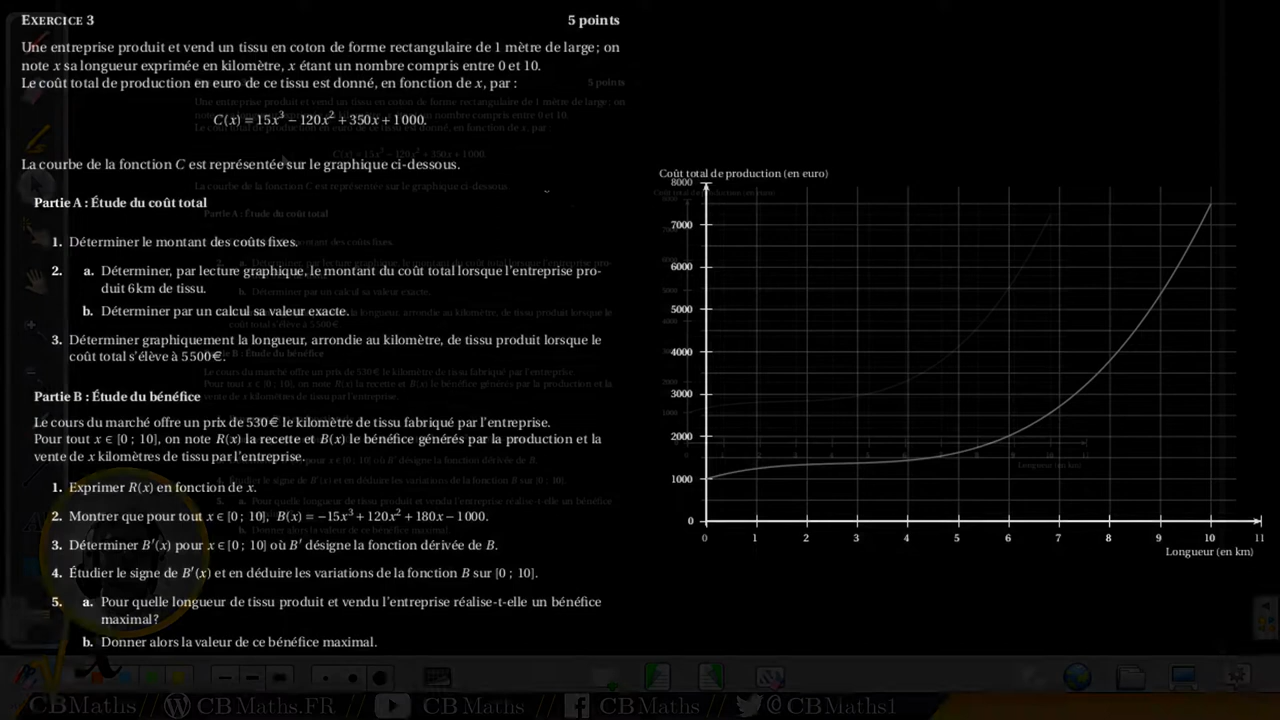 EXERCICE 3 5 points
Une entreprise produit et vend un tissu en coton de forme rectangulaire de 1 mètre de large; on
note x sa longueur exprimée en kilomètre, x étant un nombre compris entre 0 et 10.
Le coût total de production en euro de ce tissu est donné, en fonction de x, par :
C(x) = 15x³ − 120x² + 350x + 1 000.
La courbe de la fonction C est représentée sur le graphique ci-dessous.
Partie A : Étude du coût total
1. Déterminer le montant des coûts fixes.
2. a. Déterminer, par lecture graphique, le montant du coût total lorsque l'entreprise pro-
duit 6 km de tissu.
b. Déterminer par un calcul sa valeur exacte.
3. Déterminer graphiquement la longueur, arrondie au kilomètre, de tissu produit lorsque le
coût total s'élève à 5 500 €.
Partie B : Étude du bénéfice
Le cours du marché offre un prix de 530 € le kilomètre de tissu fabriqué par l'entreprise.
Pour tout x ∈ [0 ; 10], on note R(x) la recette et B(x) le bénéfice générés par la production et la
vente de x kilomètres de tissu par l'entreprise.
1. Exprimer R(x) en fonction de x.
2. Montrer que pour tout x ∈ [0 ; 10], B(x) = −15x³ + 120x² + 180x − 1000.
3. Déterminer B′(x) pour x ∈ [0 ; 10] où B′ désigne la fonction dérivée de B.
4. Étudier le signe de B′(x) et en déduire les variations de la fonction B sur [0 ; 10].
5. a. Pour quelle longueur de tissu produit et vendu l'entreprise réalise-t-elle un bénéfice
maximal?
b. Donner alors la valeur de ce bénéfice maximal.
Coût total de production (en euro)
8000
7000
6000
5000
4000
3000
2000
1000
0
0 1 2 3 4 5 6 7 8 9 10 11
Longueur (en km)
CBMaths CBMaths.FR CBMaths CBMaths @CBMaths1